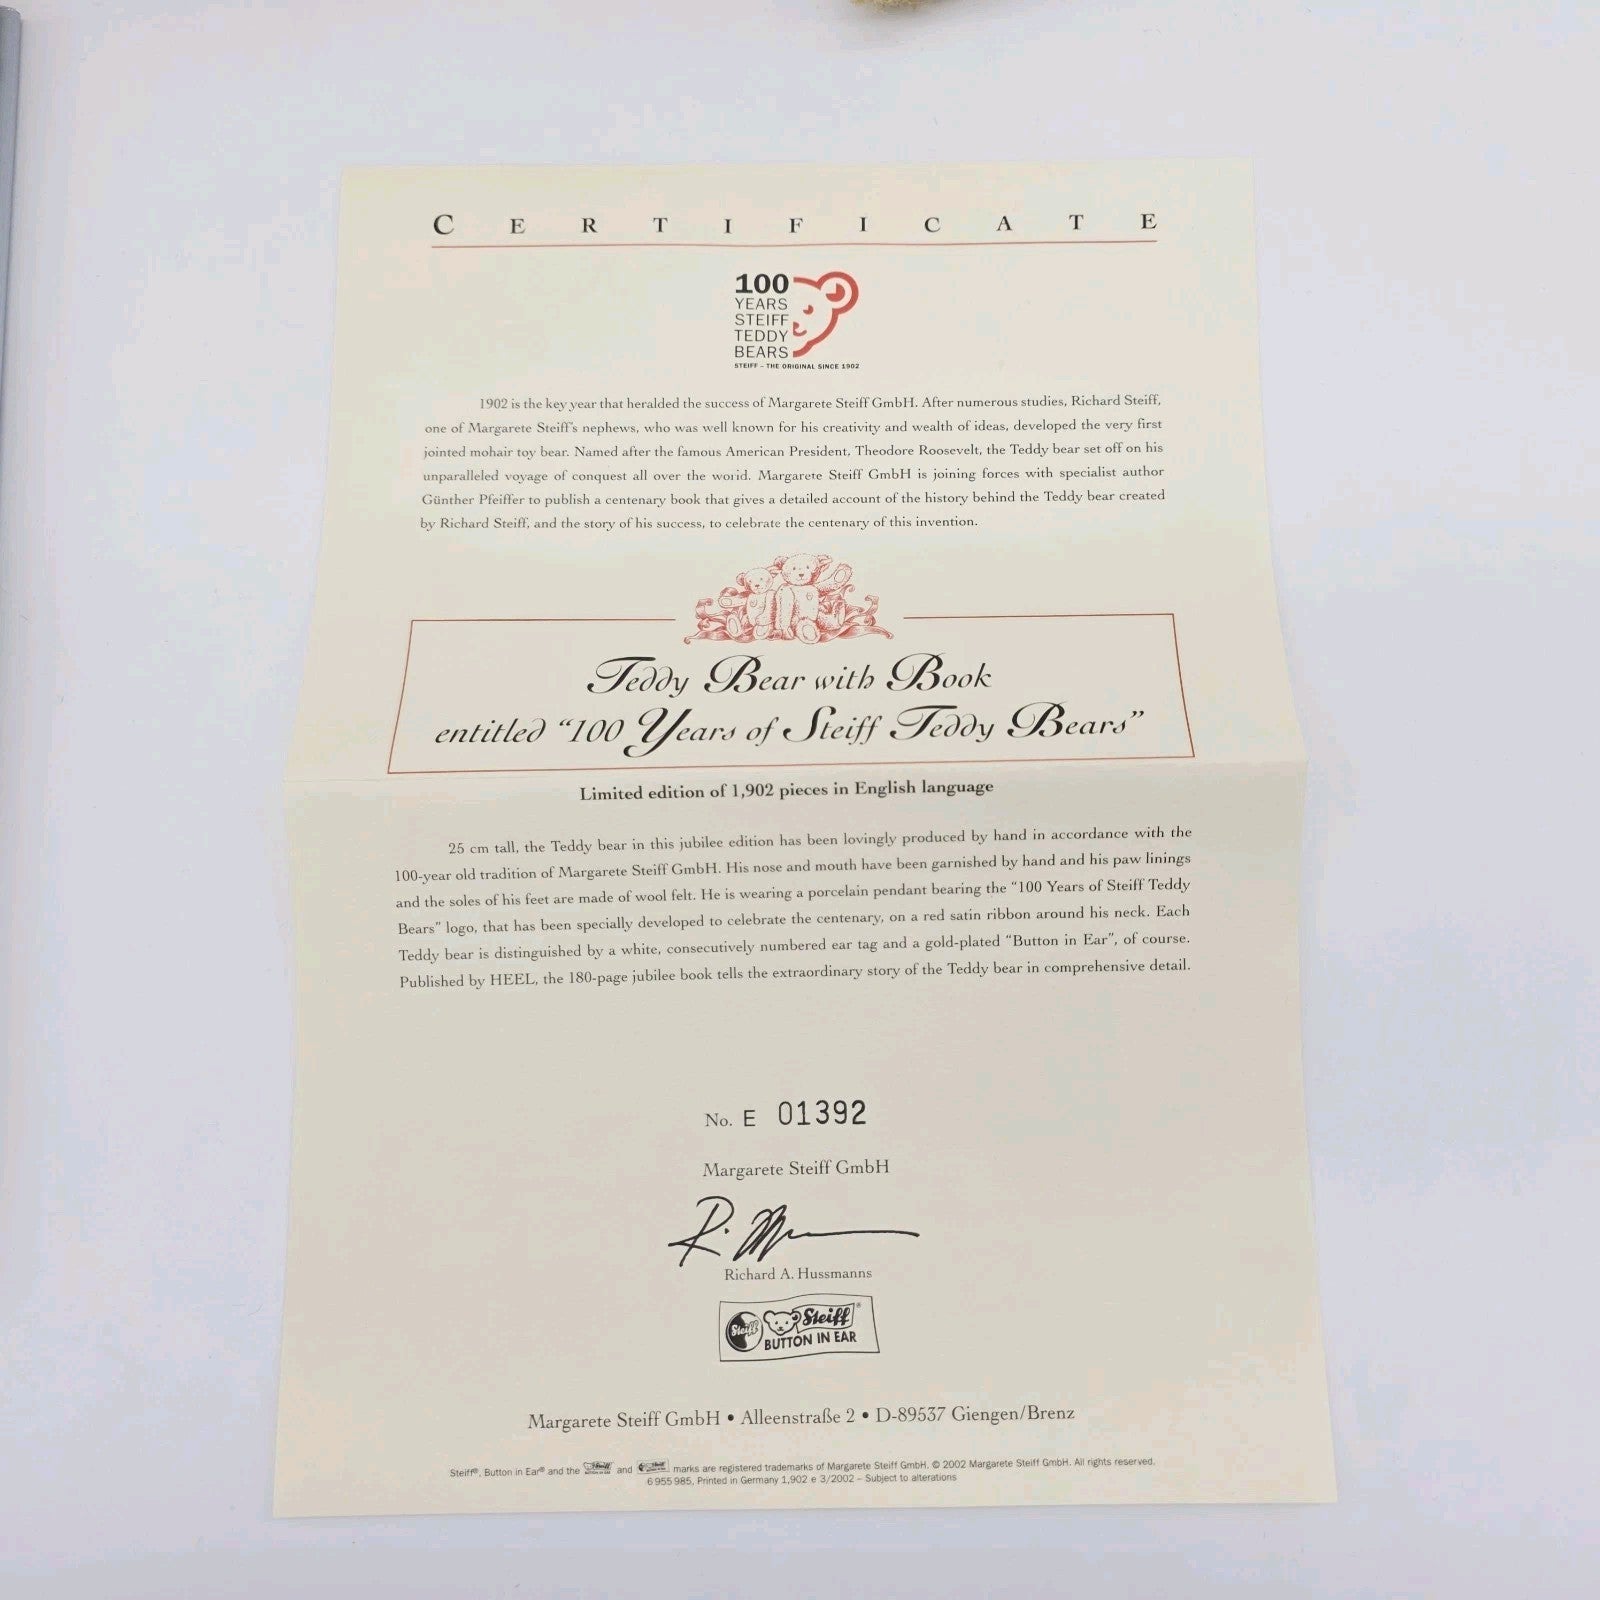 CERTIFICATE
100
YEARS
STEIFF
TEDDY
BEARS
STEIFF – THE ORIGINAL SINCE 1902
1902 is the key year that heralded the success of Margarete Steiff GmbH. After numerous studies, Richard Steiff,
one of Margarete Steiff's nephews, who was well known for his creativity and wealth of ideas, developed the very first
jointed mohair toy bear. Named after the famous American President, Theodore Roosevelt, the Teddy bear set off on his
unparalleled voyage of conquest all over the world. Margarete Steiff GmbH is joining forces with specialist author
Günther Pfeiffer to publish a centenary book that gives a detailed account of the history behind the Teddy bear created
by Richard Steiff, and the story of his success, to celebrate the centenary of this invention.
Teddy Bear with Book
entitled “100 Years of Steiff Teddy Bears”
Limited edition of 1,902 pieces in English language
25 cm tall, the Teddy bear in this jubilee edition has been lovingly produced by hand in accordance with the
100-year old tradition of Margarete Steiff GmbH. His nose and mouth have been garnished by hand and his paw linings
and the soles of his feet are made of wool felt. He is wearing a porcelain pendant bearing the “100 Years of Steiff Teddy
Bears” logo, that has been specially developed to celebrate the centenary, on a red satin ribbon around his neck. Each
Teddy bear is distinguished by a white, consecutively numbered ear tag and a gold-plated “Button in Ear”, of course.
Published by HEEL, the 180-page jubilee book tells the extraordinary story of the Teddy bear in comprehensive detail.
No. E 01392
Margarete Steiff GmbH
Richard A. Hussmanns
Steiff Steiff®
BUTTON IN EAR
Margarete Steiff GmbH • Alleenstraße 2 • D-89537 Giengen/Brenz
Steiff®, Button in Ear® and the and marks are registered trademarks of Margarete Steiff GmbH. © 2002 Margarete Steiff GmbH. All rights reserved.
6 955 985. Printed in Germany 1,902 e 3/2002 – Subject to alterations